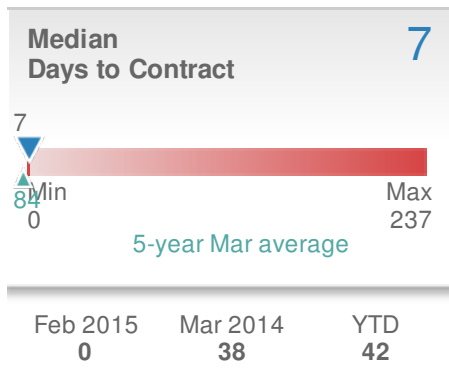 Median
Days to Contract
7
7
84
Min
0
Max
237
5-year Mar average
Feb 2015
0
Mar 2014
38
YTD
42